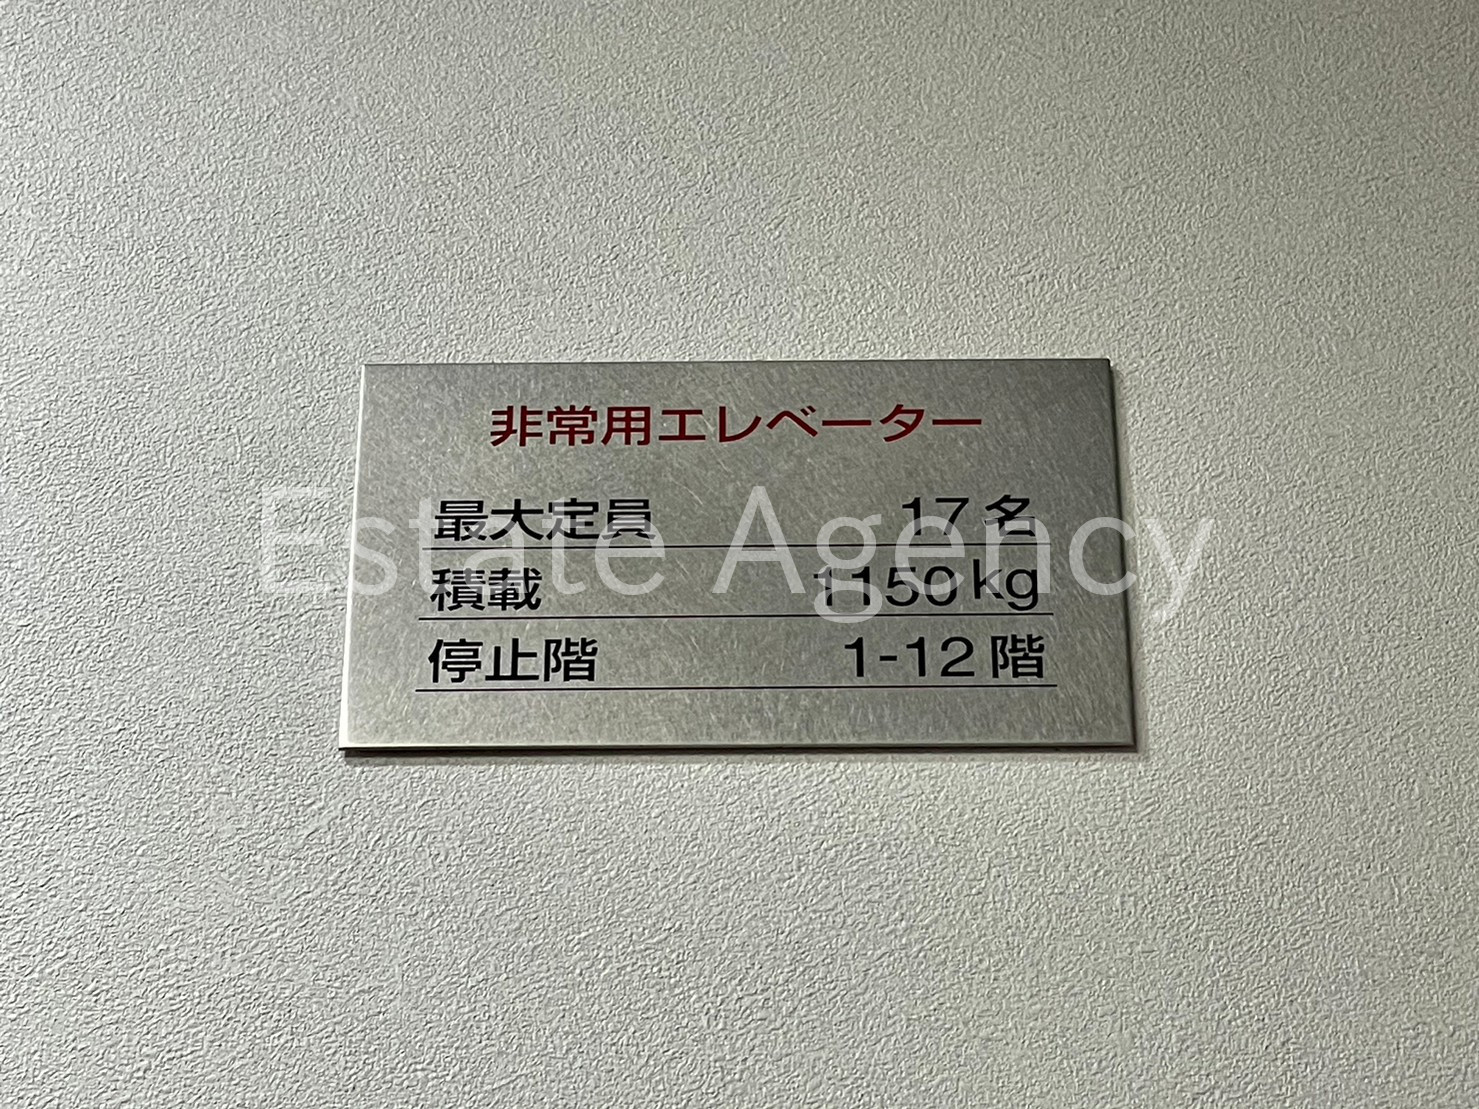 非常用エレベーター
最大定員 17名
積載 1150kg
停止階 1-12階
Estate Agency